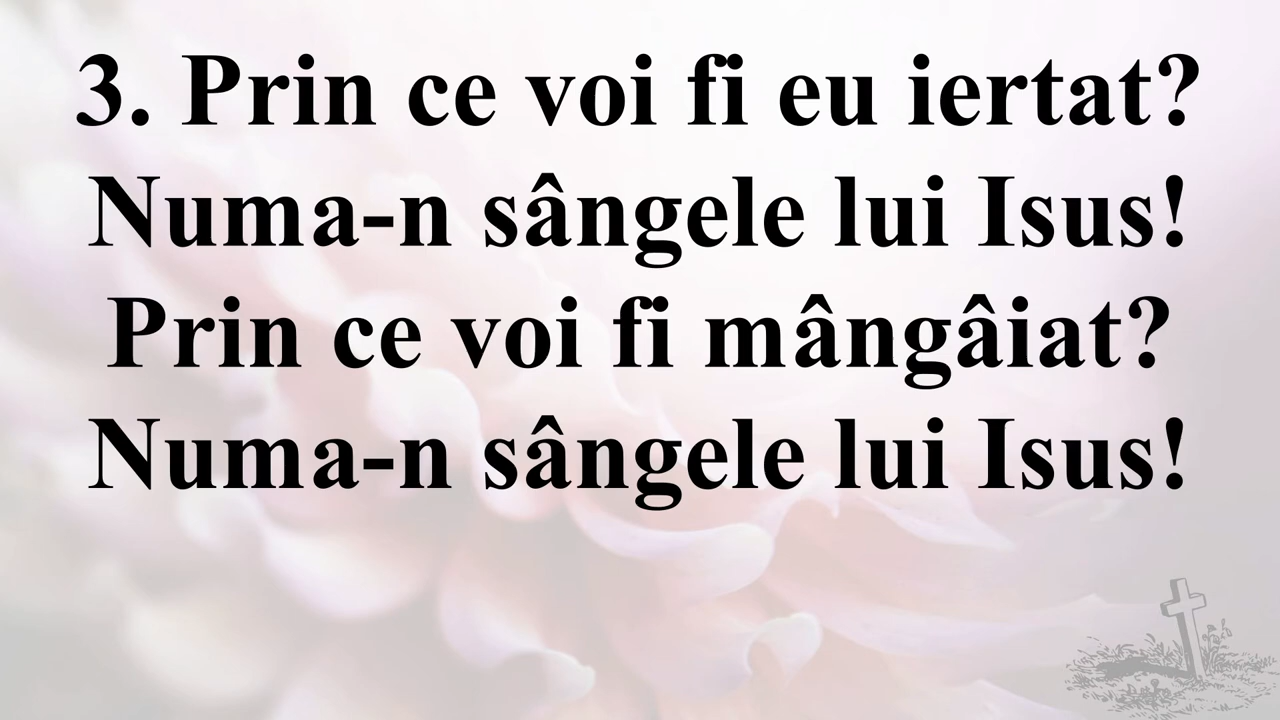 3. Prin ce voi fi eu iertat?
Numa-n sângele lui Isus!
Prin ce voi fi mângâiat?
Numa-n sângele lui Isus!